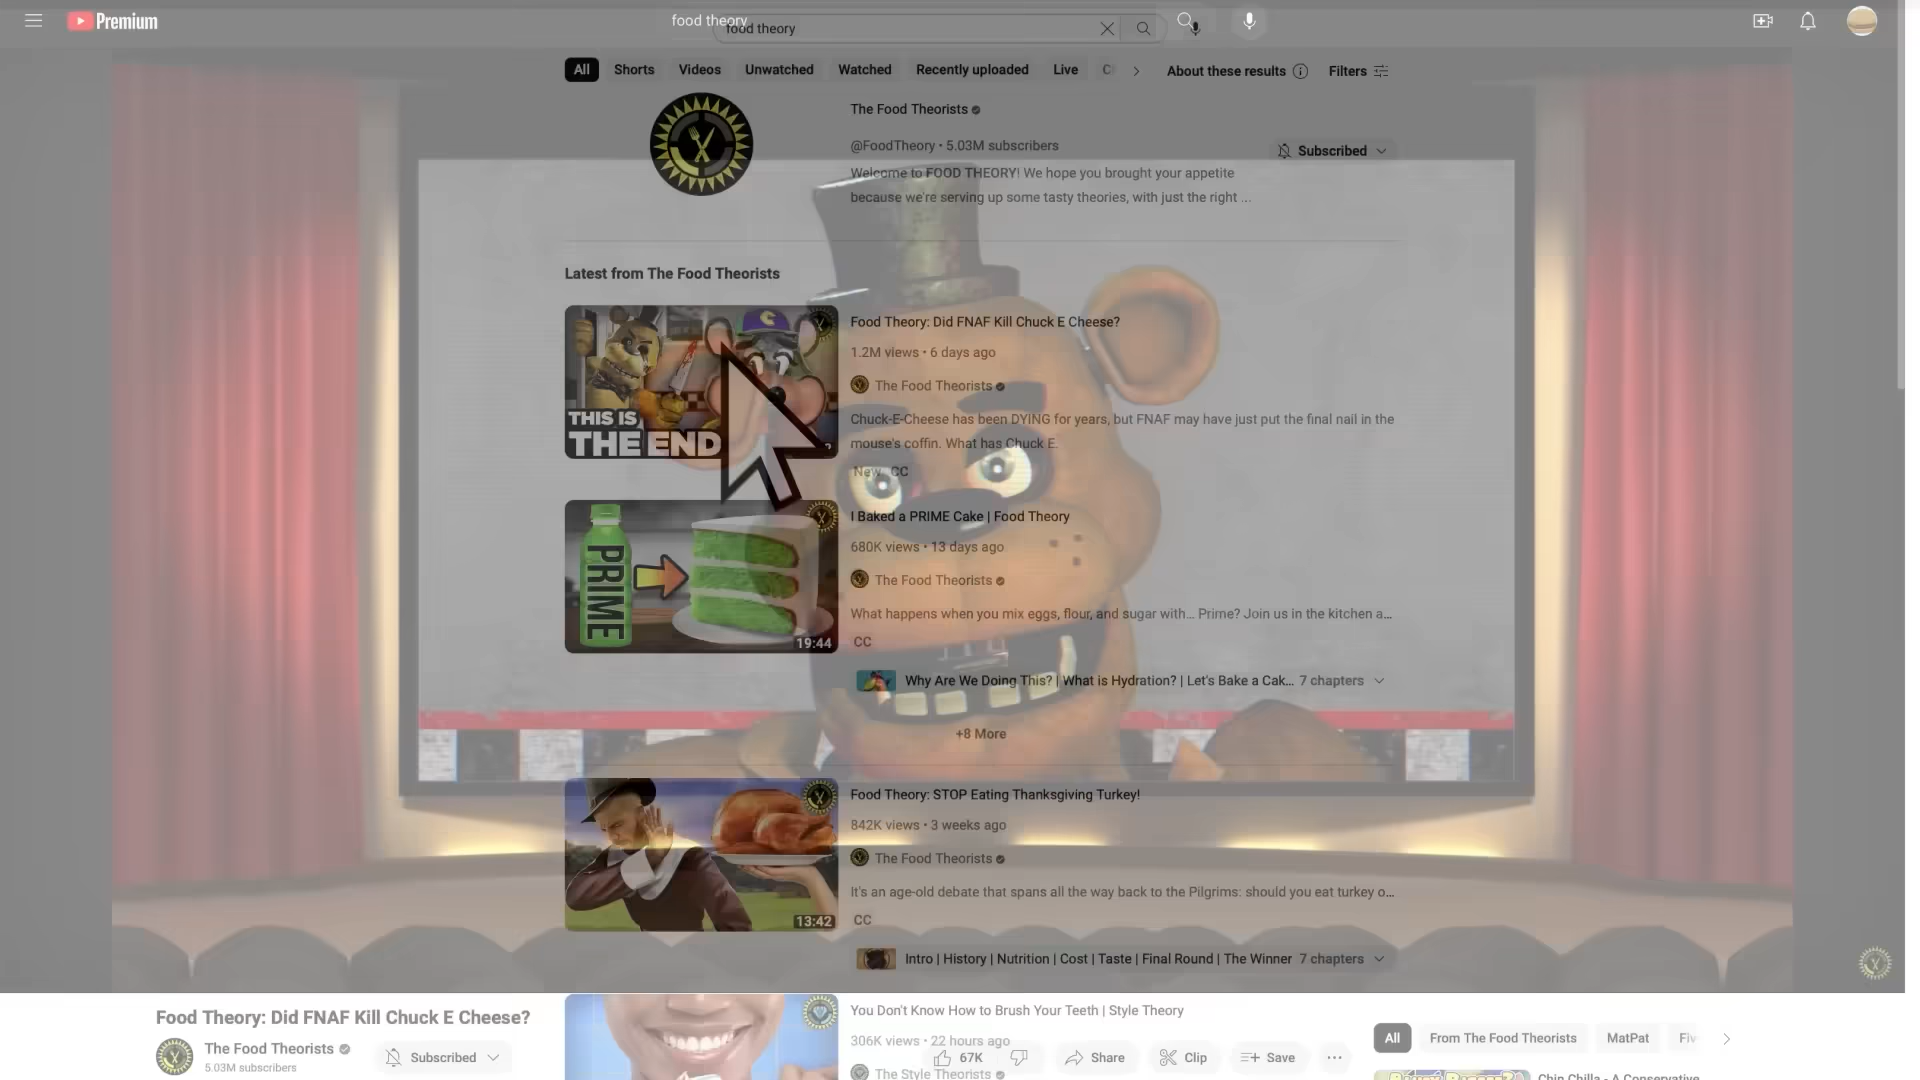 Premium
food theory
food theory
All Shorts Videos Unwatched Watched Recently uploaded Live
About these results Filters
The Food Theorists
@FoodTheory • 5.03M subscribers
Subscribed
Welcome to FOOD THEORY! We hope you brought your appetite
because we're serving up some tasty theories, with just the right ...
Latest from The Food Theorists
THIS IS
THE END
Food Theory: Did FNAF Kill Chuck E Cheese?
1.2M views • 6 days ago
The Food Theorists
Chuck-E-Cheese has been DYING for years, but FNAF may have just put the final nail in the
mouse's coffin. What has Chuck E.
New CC
PRIME
19:44
I Baked a PRIME Cake | Food Theory
680K views • 13 days ago
The Food Theorists
What happens when you mix eggs, flour, and sugar with... Prime? Join us in the kitchen a...
CC
Why Are We Doing This? | What is Hydration? | Let's Bake a Cak... 7 chapters
+8 More
13:42
Food Theory: STOP Eating Thanksgiving Turkey!
842K views • 3 weeks ago
The Food Theorists
It's an age-old debate that spans all the way back to the Pilgrims: should you eat turkey o...
CC
Intro | History | Nutrition | Cost | Taste | Final Round | The Winner 7 chapters
You Don't Know How to Brush Your Teeth | Style Theory
306K views • 22 hours ago
The Style Theorists
Food Theory: Did FNAF Kill Chuck E Cheese?
The Food Theorists
5.03M subscribers
Subscribed
67K Share Clip Save
All From The Food Theorists MatPat
Chin Chilla - A Conservative